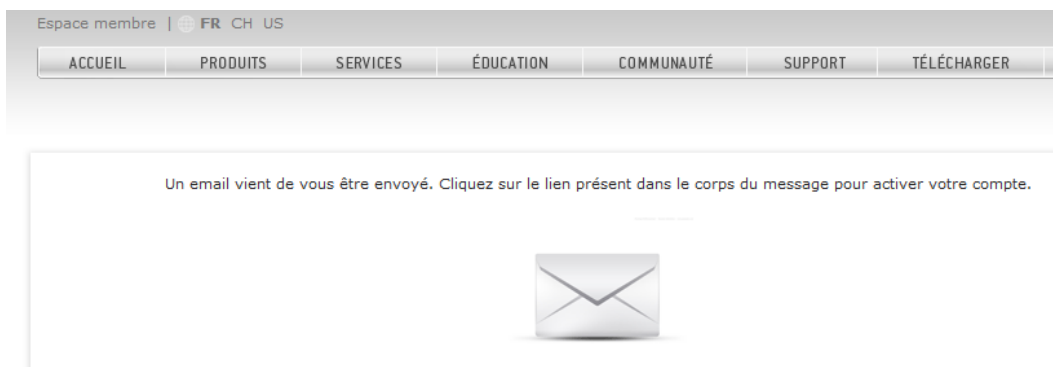 Espace membre | FR CH US
ACCUEIL PRODUITS SERVICES ÉDUCATION COMMUNAUTÉ SUPPORT TÉLÉCHARGER
Un email vient de vous être envoyé. Cliquez sur le lien présent dans le corps du message pour activer votre compte.